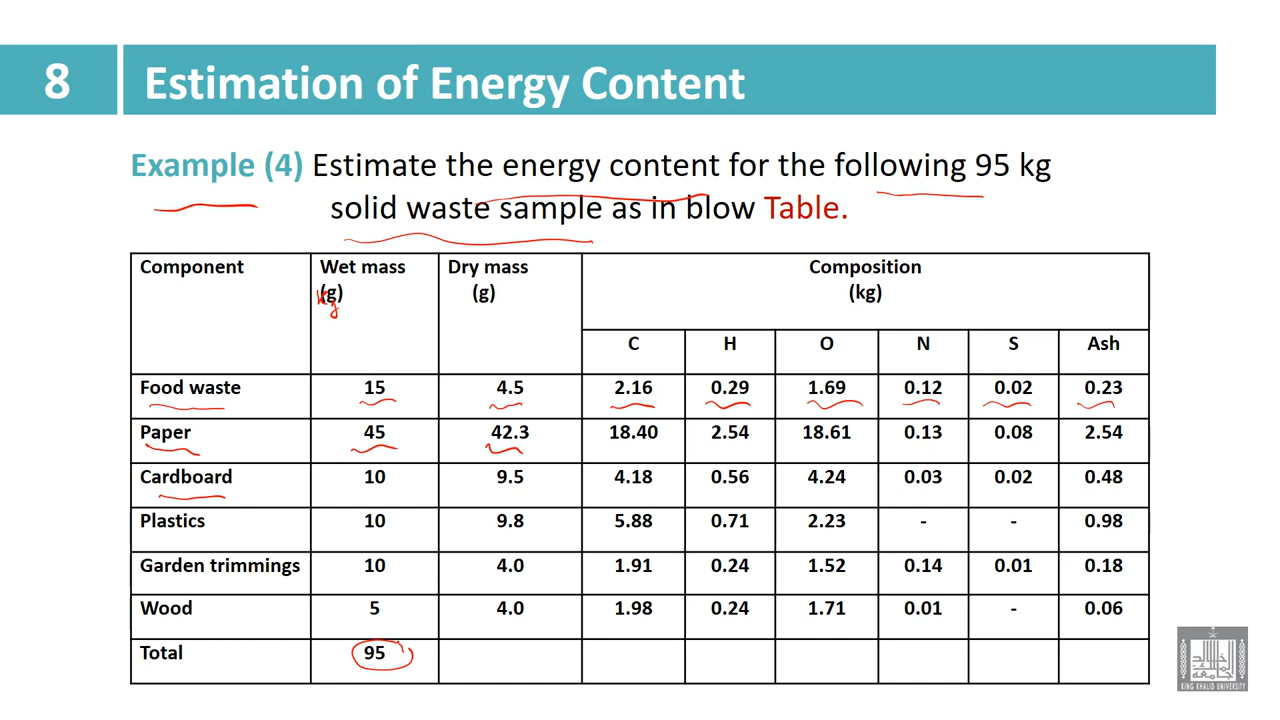 8
Estimation of Energy Content
Example (4) Estimate the energy content for the following 95 kg
solid waste sample as in blow Table.
Component Wet mass (g) Dry mass (g) Composition (kg)
kg
C H O N S Ash
Food waste 15 4.5 2.16 0.29 1.69 0.12 0.02 0.23
Paper 45 42.3 18.40 2.54 18.61 0.13 0.08 2.54
Cardboard 10 9.5 4.18 0.56 4.24 0.03 0.02 0.48
Plastics 10 9.8 5.88 0.71 2.23 - - 0.98
Garden trimmings 10 4.0 1.91 0.24 1.52 0.14 0.01 0.18
Wood 5 4.0 1.98 0.24 1.71 0.01 - 0.06
Total 95
KING KHALID UNIVERSITY